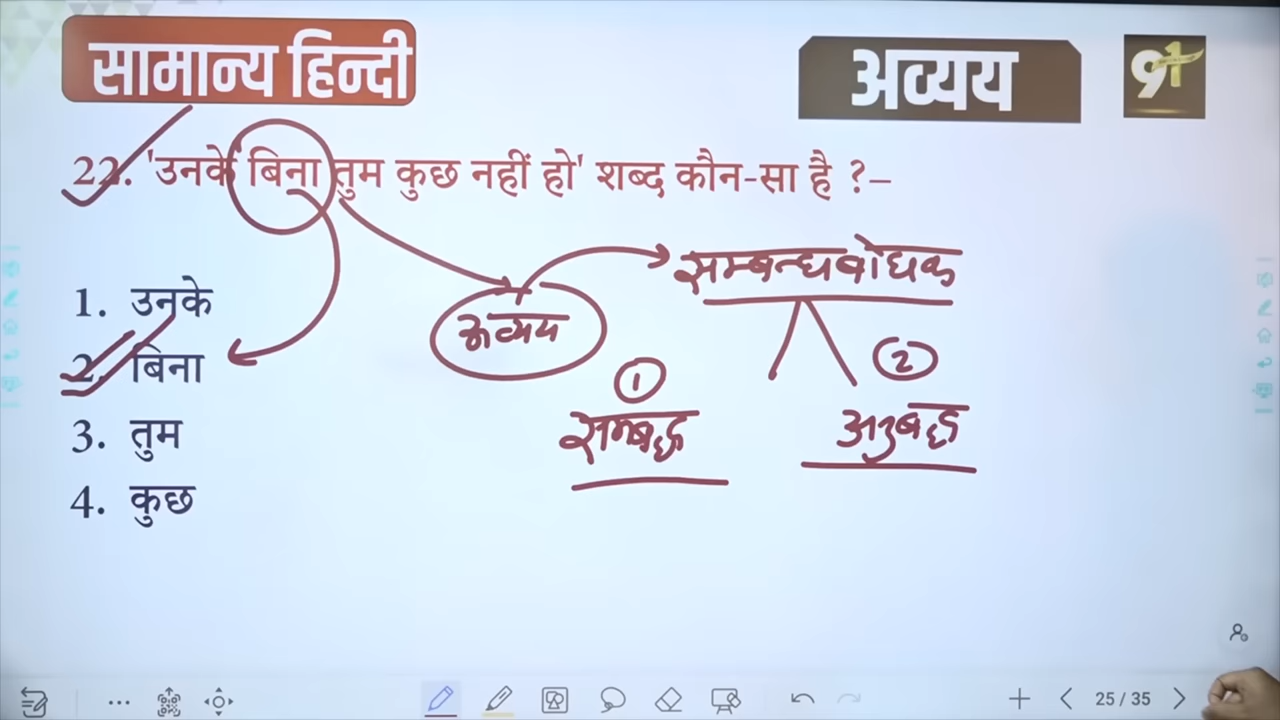 सामान्य हिन्दी
अव्यय
91
22. 'उनके बिना तुम कुछ नहीं हो' शब्द कौन-सा है ?–
1. उनके
2. बिना
3. तुम
4. कुछ
अव्यय
सम्बन्धबोधक
1
सम्बद्ध
2
अनुबद्ध
25 / 35